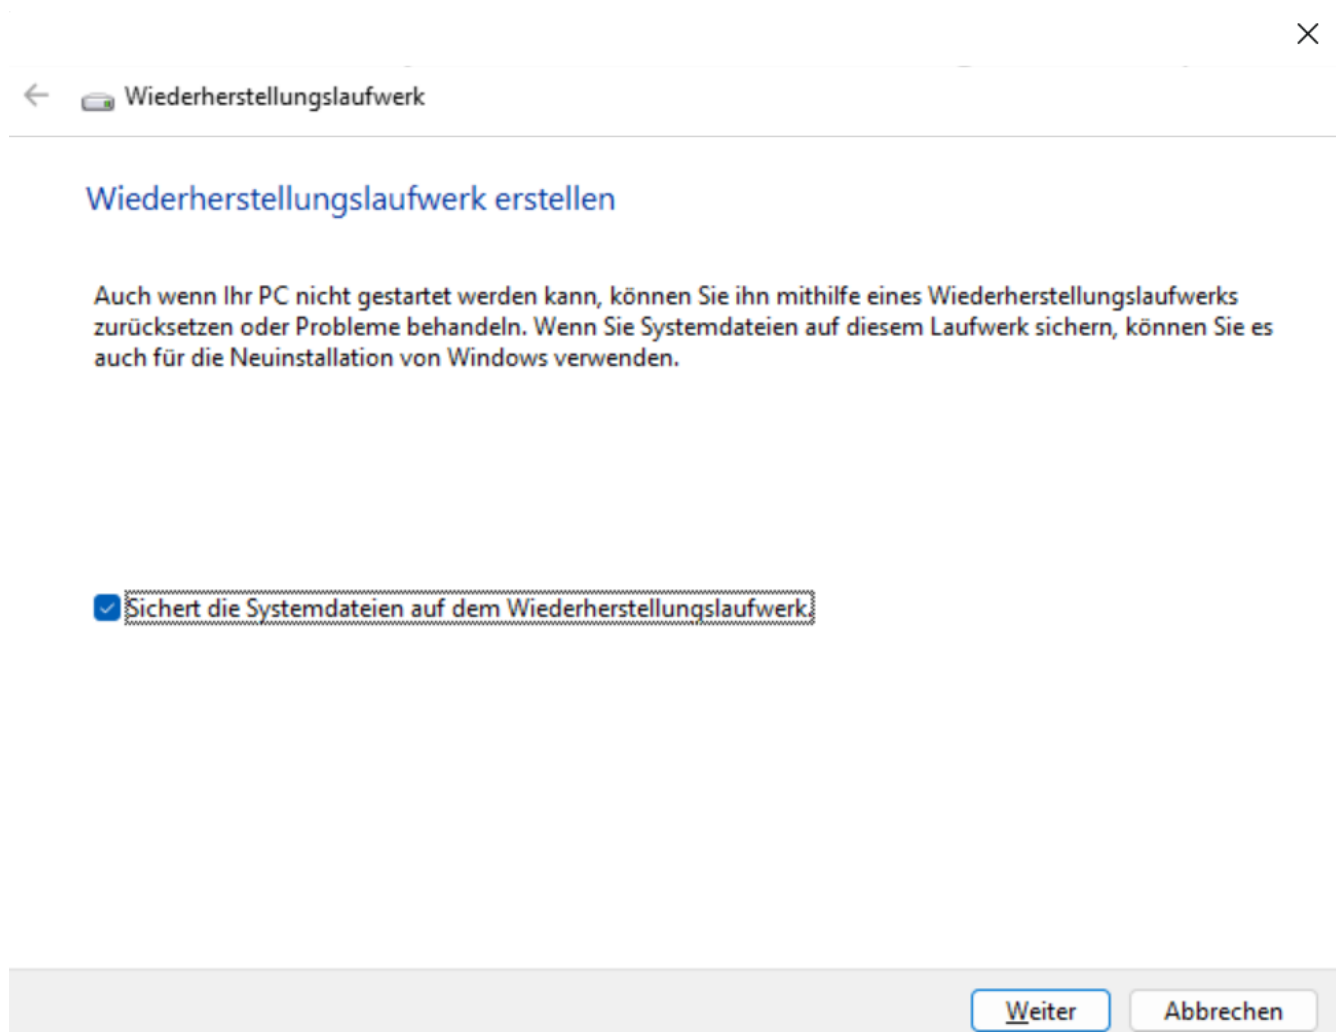 Wiederherstellungslaufwerk
Wiederherstellungslaufwerk erstellen
Auch wenn Ihr PC nicht gestartet werden kann, können Sie ihn mithilfe eines Wiederherstellungslaufwerks
zurücksetzen oder Probleme behandeln. Wenn Sie Systemdateien auf diesem Laufwerk sichern, können Sie es
auch für die Neuinstallation von Windows verwenden.
Sichert die Systemdateien auf dem Wiederherstellungslaufwerk.
Weiter Abbrechen